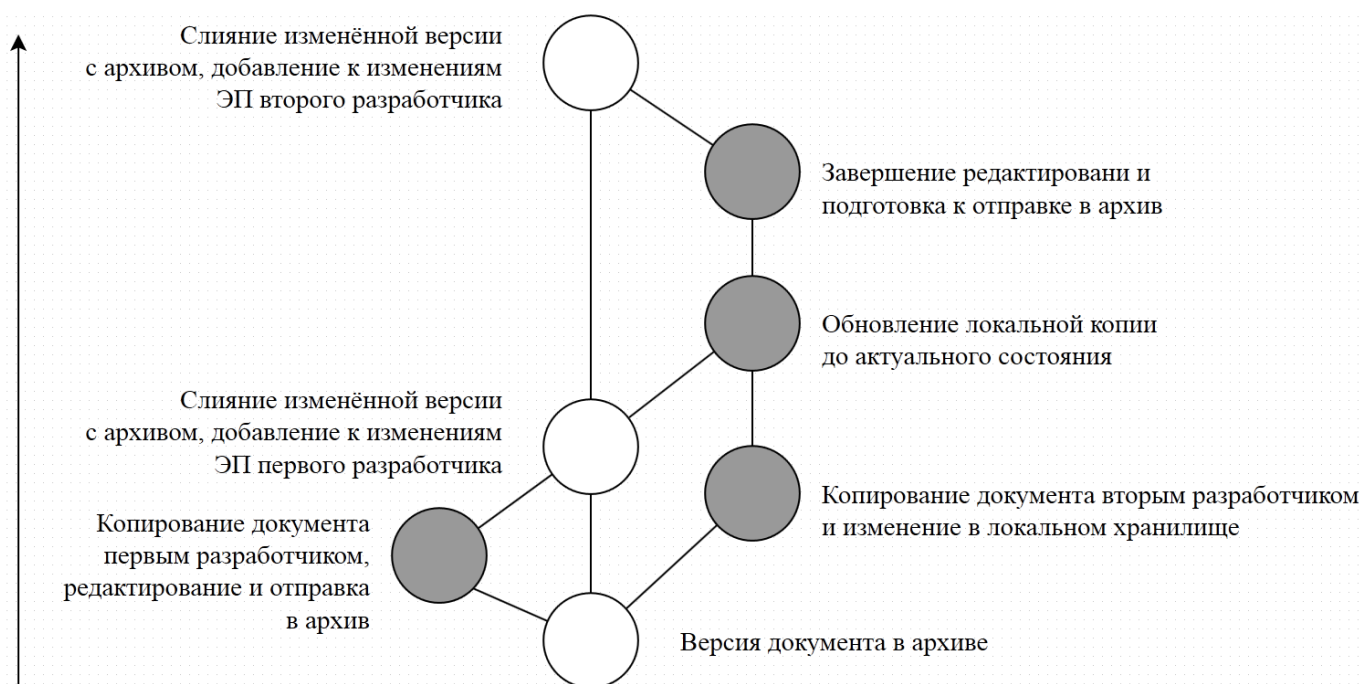 Слияние изменённой версии
с архивом, добавление к изменениям
ЭП второго разработчика
Завершение редактировани и
подготовка к отправке в архив
Обновление локальной копии
до актуального состояния
Слияние изменённой версии
с архивом, добавление к изменениям
ЭП первого разработчика
Копирование документа вторым разработчиком
и изменение в локальном хранилище
Копирование документа
первым разработчиком,
редактирование и отправка
в архив
Версия документа в архиве